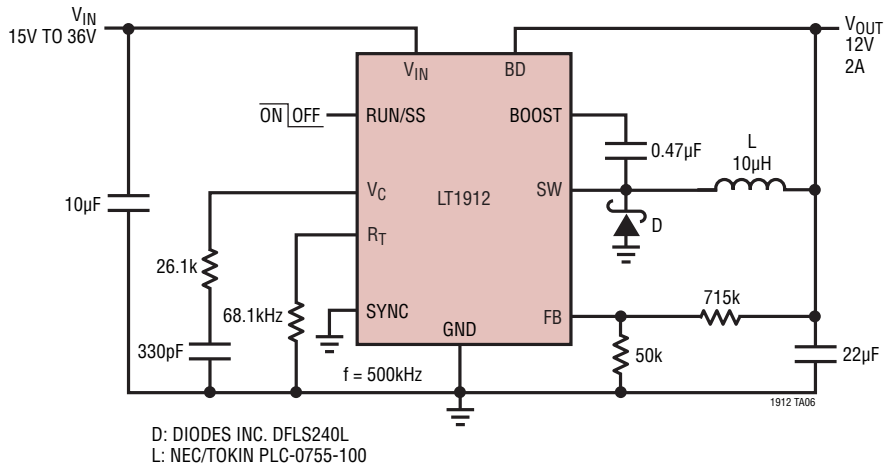 VIN
15V TO 36V
VOUT
12V
2A
VIN
BD
ON OFF
RUN/SS
BOOST
0.47µF
L
10µH
VC
LT1912
SW
10µF
D
RT
26.1k
715k
68.1kHz
SYNC
FB
GND
330pF
f = 500kHz
50k
22µF
1912 TA06
D: DIODES INC. DFLS240L
L: NEC/TOKIN PLC-0755-100